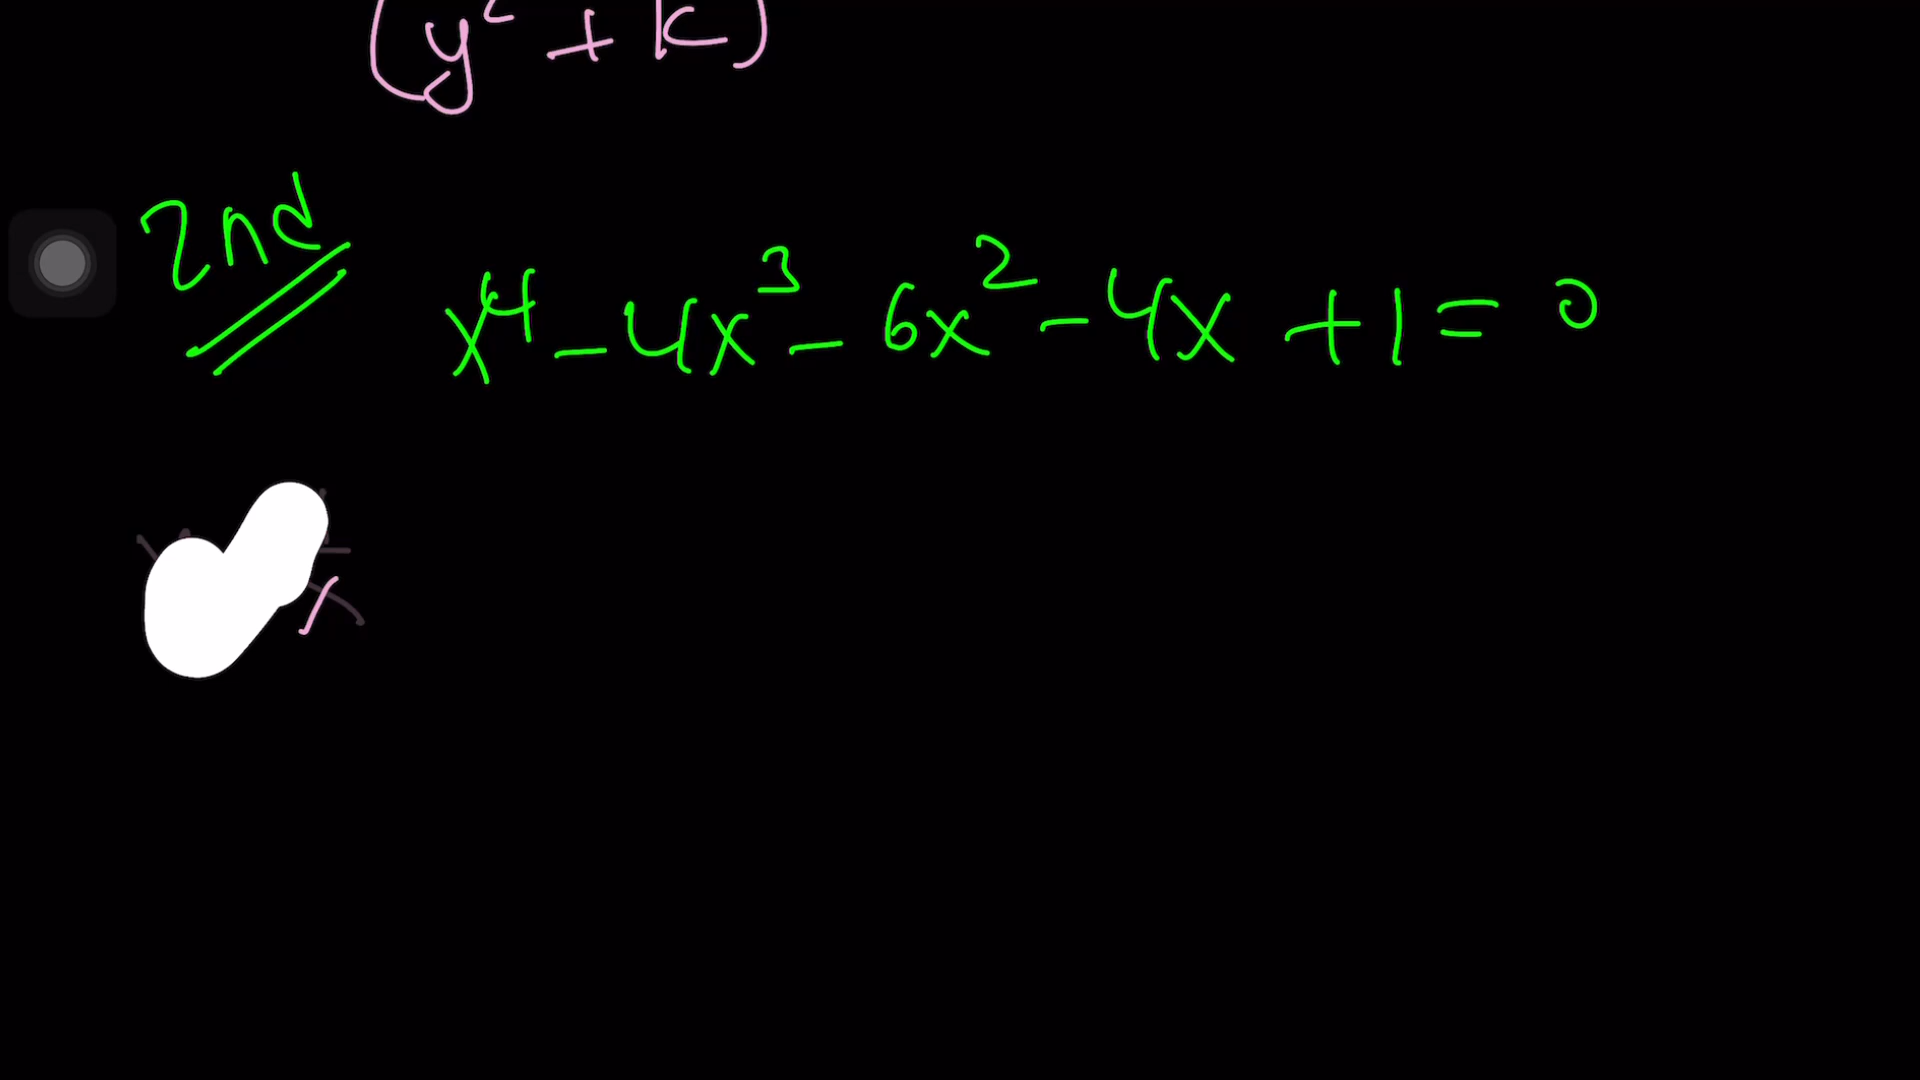 (y² + k)
2nd
x⁴ - 4x³ - 6x² - 4x + 1 = 0